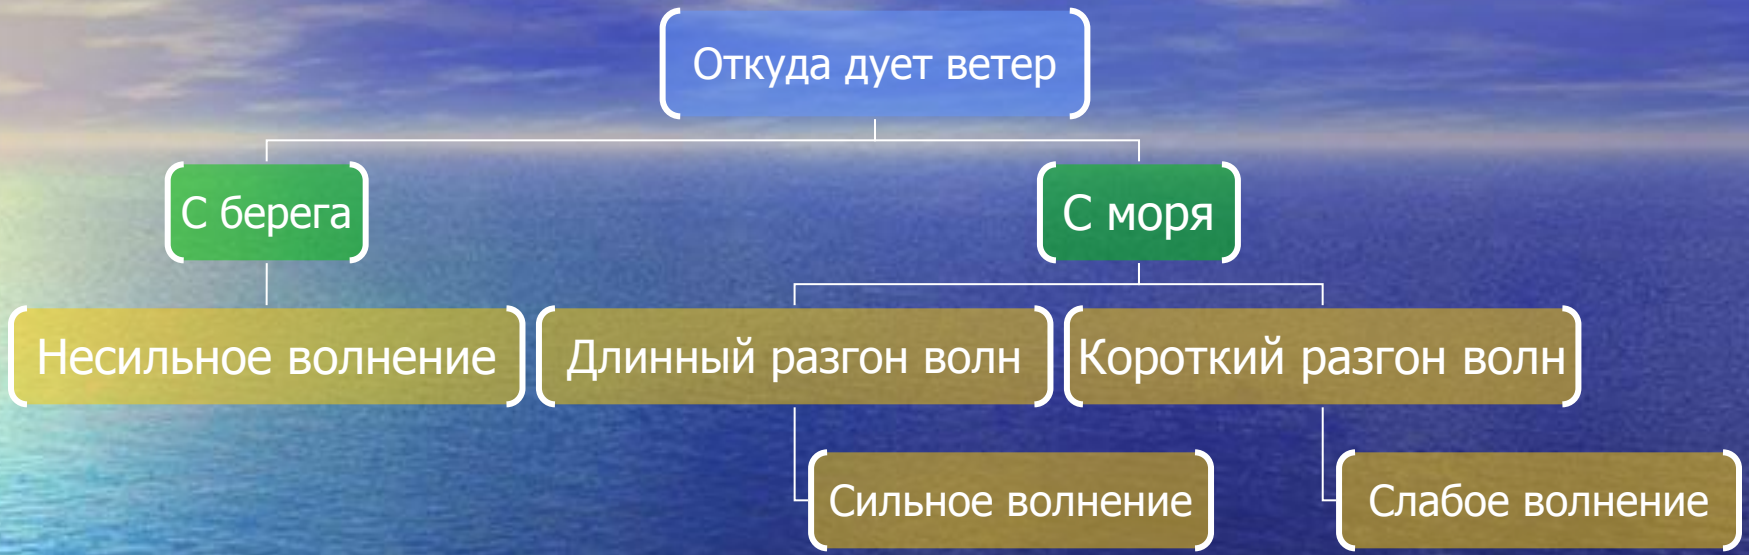 Откуда дует ветер
С берега
С моря
Несильное волнение
Длинный разгон волн
Короткий разгон волн
Сильное волнение
Слабое волнение